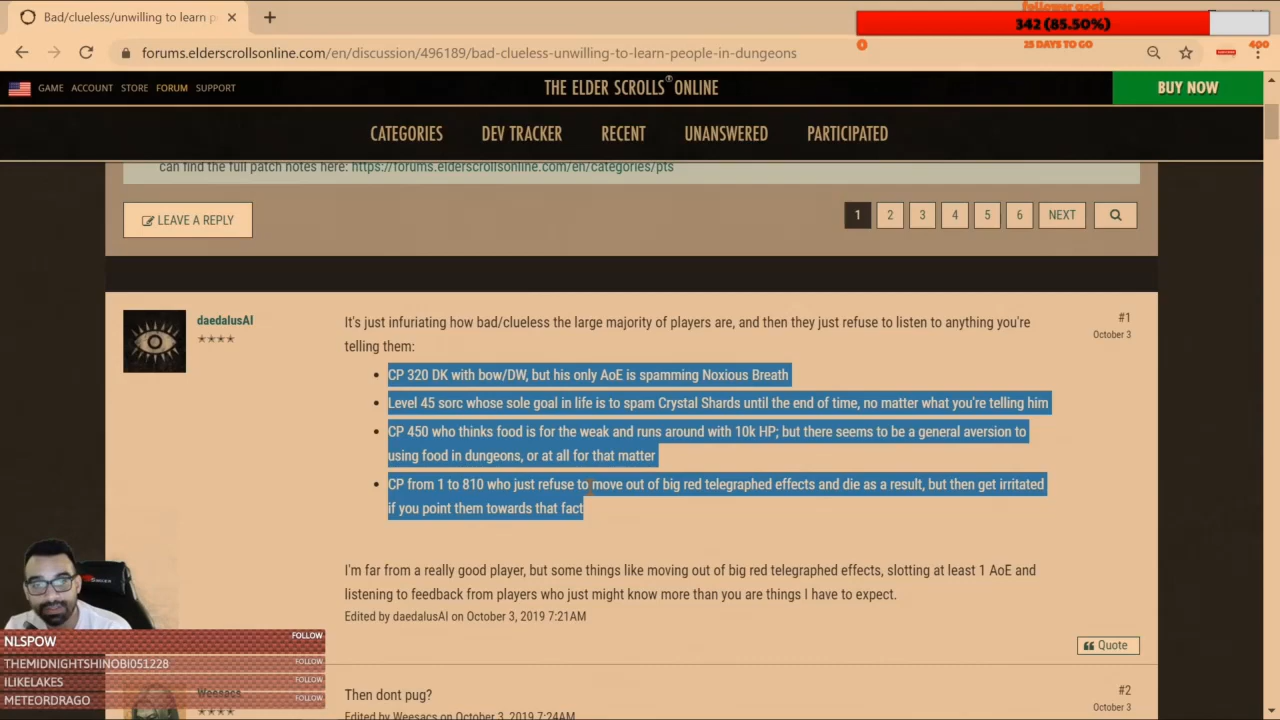 Bad/clueless/unwilling to learn p
follower goal
342 (85.50%)
0
25 DAYS TO GO
400
forums.elderscrollsonline.com/en/discussion/496189/bad-clueless-unwilling-to-learn-people-in-dungeons
GAME ACCOUNT STORE FORUM SUPPORT
THE ELDER SCROLLS® ONLINE
BUY NOW
CATEGORIES DEV TRACKER RECENT UNANSWERED PARTICIPATED
can find the full patch notes here: https://forums.elderscrollsonline.com/en/categories/pts
LEAVE A REPLY
1 2 3 4 5 6 NEXT
daedalusAI
It's just infuriating how bad/clueless the large majority of players are, and then they just refuse to listen to anything you're
telling them:
#1
October 3
• CP 320 DK with bow/DW, but his only AoE is spamming Noxious Breath
• Level 45 sorc whose sole goal in life is to spam Crystal Shards until the end of time, no matter what you're telling him
• CP 450 who thinks food is for the weak and runs around with 10k HP; but there seems to be a general aversion to
using food in dungeons, or at all for that matter
• CP from 1 to 810 who just refuse to move out of big red telegraphed effects and die as a result, but then get irritated
if you point them towards that fact
I'm far from a really good player, but some things like moving out of big red telegraphed effects, slotting at least 1 AoE and
listening to feedback from players who just might know more than you are things I have to expect.
Edited by daedalusAI on October 3, 2019 7:21AM
Quote
NLSPOW FOLLOW
THEMIDNIGHTSHINOBI051228 FOLLOW
ILIKELAKES FOLLOW
METEORDRAGO FOLLOW
Weesacs
Then dont pug?
#2
October 3
Edited by Weesacs on October 3, 2019 7:24AM